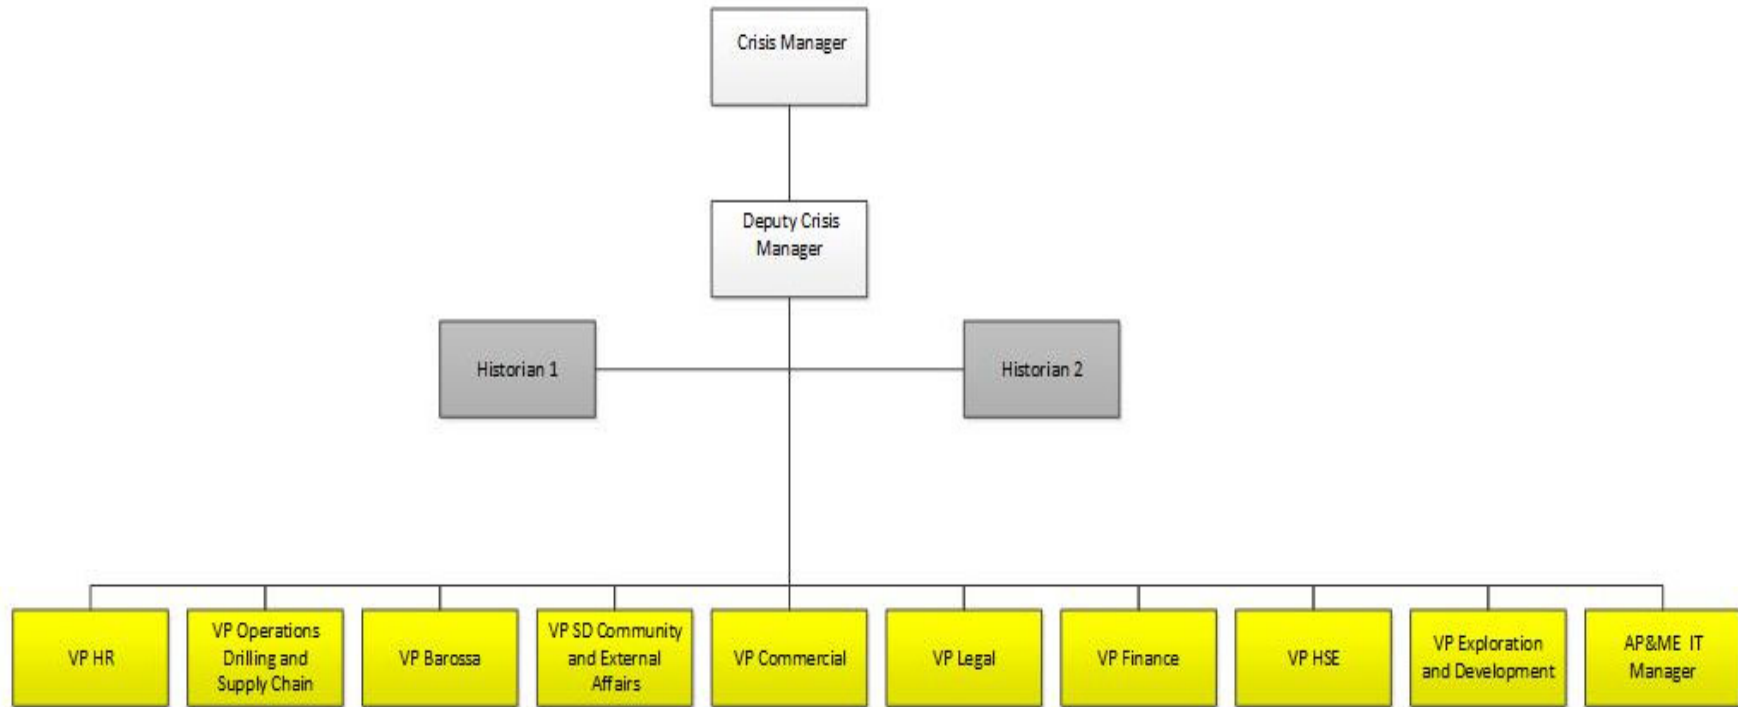 Crisis Manager
Deputy Crisis
Manager
Historian 1
Historian 2
VP HR
VP Operations
Drilling and
Supply Chain
VP Barossa
VP SD Community
and External
Affairs
VP Commercial
VP Legal
VP Finance
VP HSE
VP Exploration
and Development
AP&ME IT
Manager